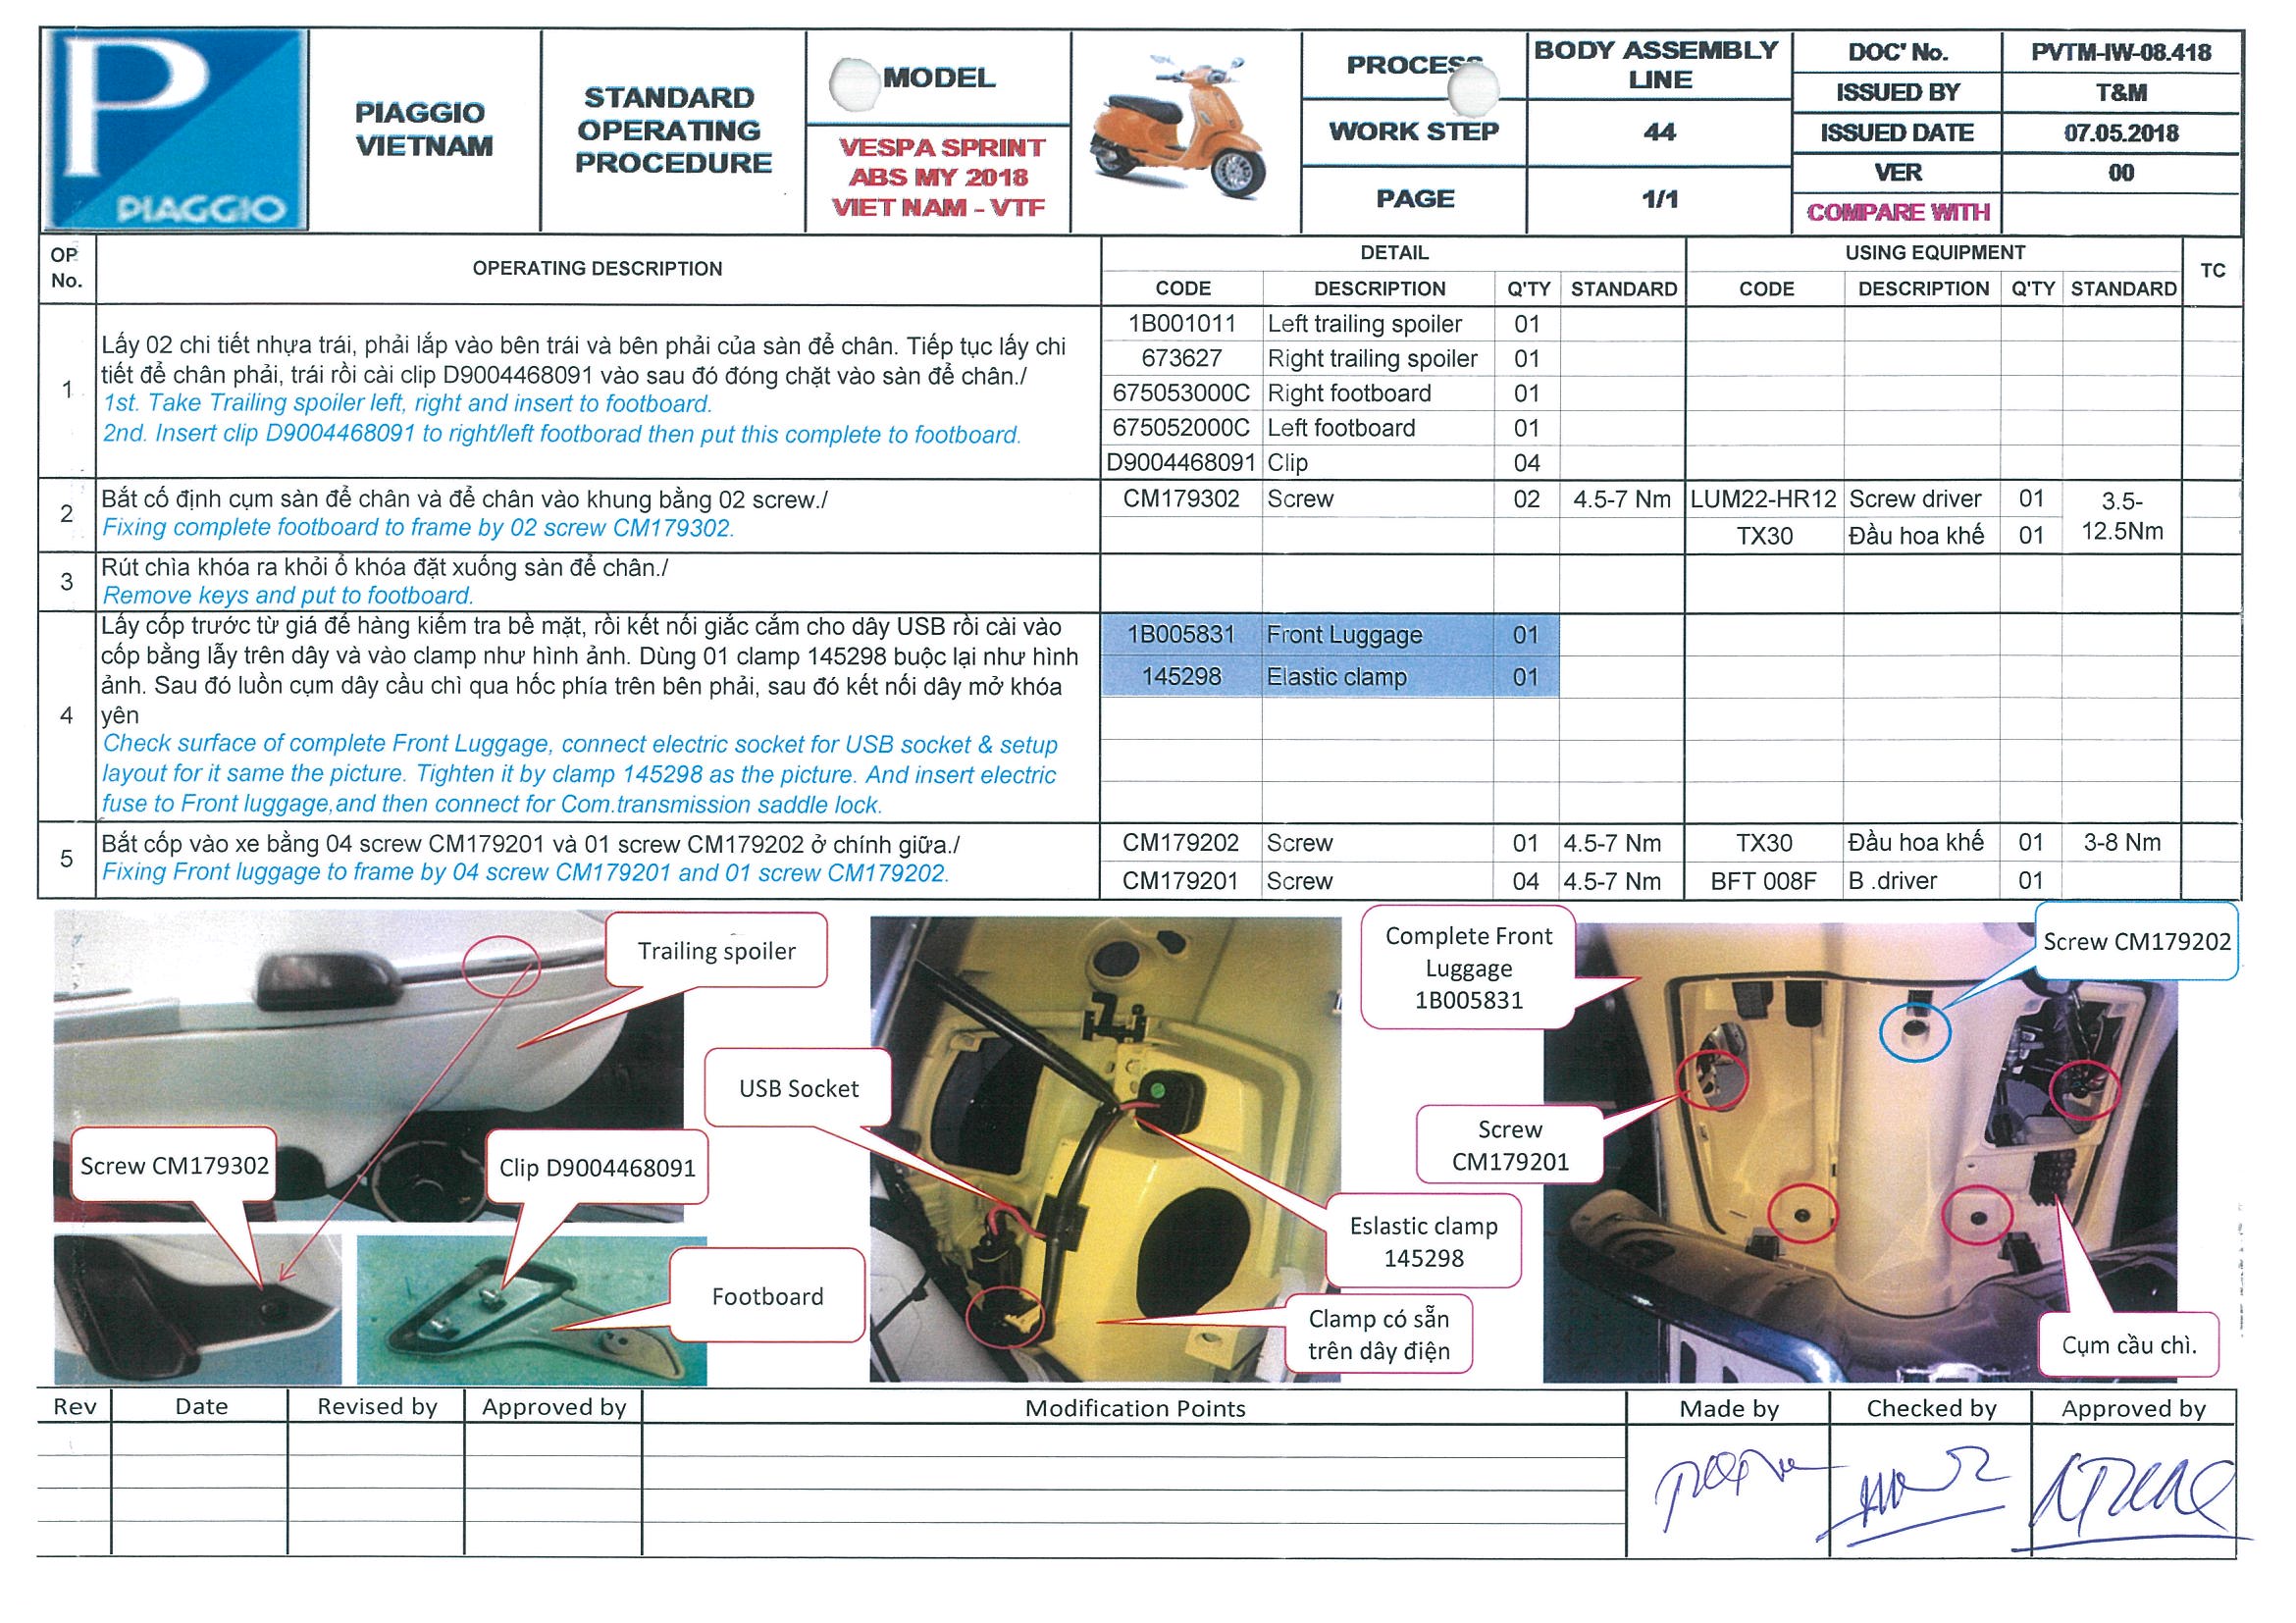 P
PIAGGIO
PIAGGIO
VIETNAM
STANDARD
OPERATING
PROCEDURE
MODEL
VESPA SPRINT
ABS MY 2018
VIET NAM - VTF
PROCESS
BODY ASSEMBLY
LINE
WORK STEP
44
PAGE
1/1
DOC' No.
PVTM-IW-08.418
ISSUED BY
T&M
ISSUED DATE
07.05.2018
VER
00
COMPARE WITH
OP
No.
OPERATING DESCRIPTION
DETAIL
USING EQUIPMENT
TC
CODE DESCRIPTION Q'TY STANDARD CODE DESCRIPTION Q'TY STANDARD
1
Lấy 02 chi tiết nhựa trái, phải lắp vào bên trái và bên phải của sàn để chân. Tiếp tục lấy chi
tiết để chân phải, trái rồi cài clip D9004468091 vào sau đó đóng chặt vào sàn để chân./
1st. Take Trailing spoiler left, right and insert to footboard.
2nd. Insert clip D9004468091 to right/left footborad then put this complete to footboard.
1B001011 Left trailing spoiler 01
673627 Right trailing spoiler 01
675053000C Right footboard 01
675052000C Left footboard 01
D9004468091 Clip 04
2
Bắt cố định cụm sàn để chân và để chân vào khung bằng 02 screw./
Fixing complete footboard to frame by 02 screw CM179302.
CM179302 Screw 02 4.5-7 Nm LUM22-HR12 Screw driver 01
TX30 Đầu hoa khế 01
3.5-
12.5Nm
3
Rút chìa khóa ra khỏi ổ khóa đặt xuống sàn để chân./
Remove keys and put to footboard.
4
Lấy cốp trước từ giá để hàng kiểm tra bề mặt, rồi kết nối giắc cắm cho dây USB rồi cài vào
cốp bằng lẫy trên dây và vào clamp như hình ảnh. Dùng 01 clamp 145298 buộc lại như hình
ảnh. Sau đó luồn cụm dây cầu chì qua hốc phía trên bên phải, sau đó kết nối dây mở khóa
yên
Check surface of complete Front Luggage, connect electric socket for USB socket & setup
layout for it same the picture. Tighten it by clamp 145298 as the picture. And insert electric
fuse to Front luggage,and then connect for Com.transmission saddle lock.
1B005831 Front Luggage 01
145298 Elastic clamp 01
5
Bắt cốp vào xe bằng 04 screw CM179201 và 01 screw CM179202 ở chính giữa./
Fixing Front luggage to frame by 04 screw CM179201 and 01 screw CM179202.
CM179202 Screw 01 4.5-7 Nm TX30 Đầu hoa khế 01 3-8 Nm
CM179201 Screw 04 4.5-7 Nm BFT 008F B .driver 01
Trailing spoiler
Screw CM179302
Clip D9004468091
Footboard
USB Socket
Eslastic clamp
145298
Clamp có sẵn
trên dây điện
Complete Front
Luggage
1B005831
Screw CM179202
Screw
CM179201
Cụm cầu chì.
Rev Date Revised by Approved by Modification Points Made by Checked by Approved by